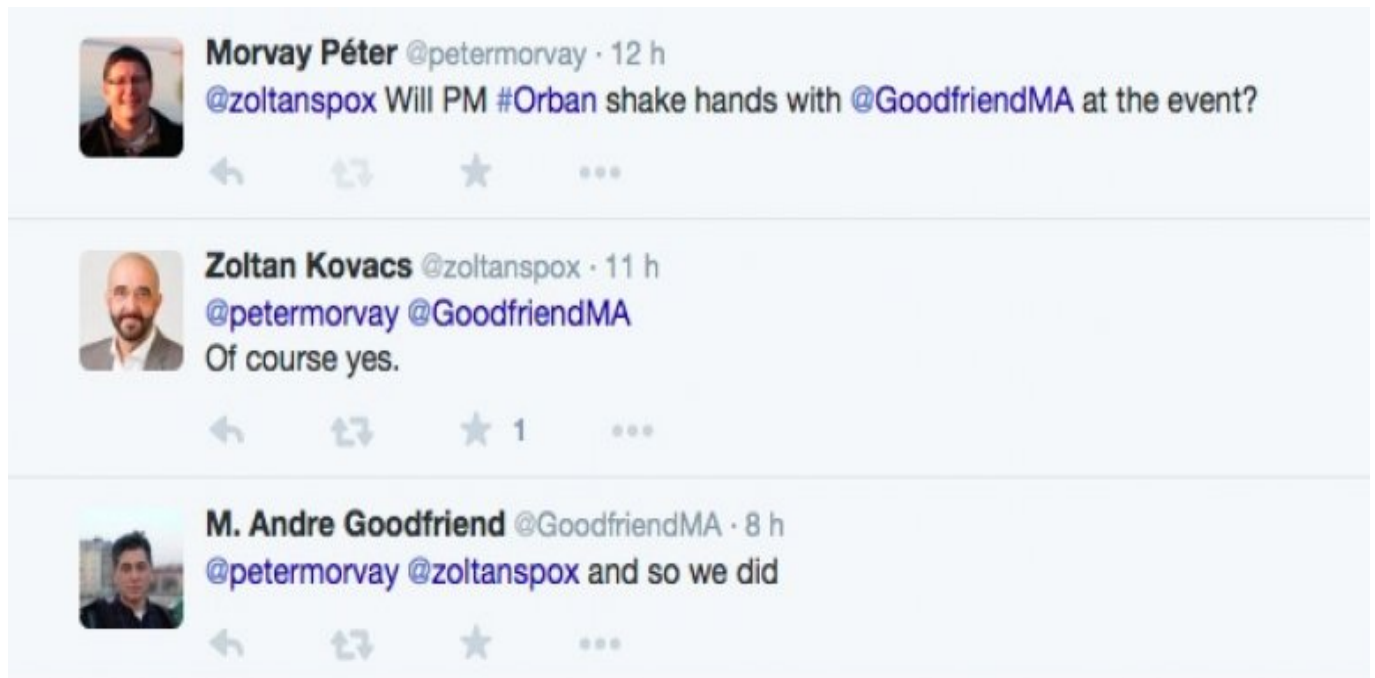 Morvay Péter @petermorvay · 12 h
@zoltanspox Will PM #Orban shake hands with @GoodfriendMA at the event?
Zoltan Kovacs @zoltanspox · 11 h
@petermorvay @GoodfriendMA
Of course yes.
1
M. Andre Goodfriend @GoodfriendMA · 8 h
@petermorvay @zoltanspox and so we did